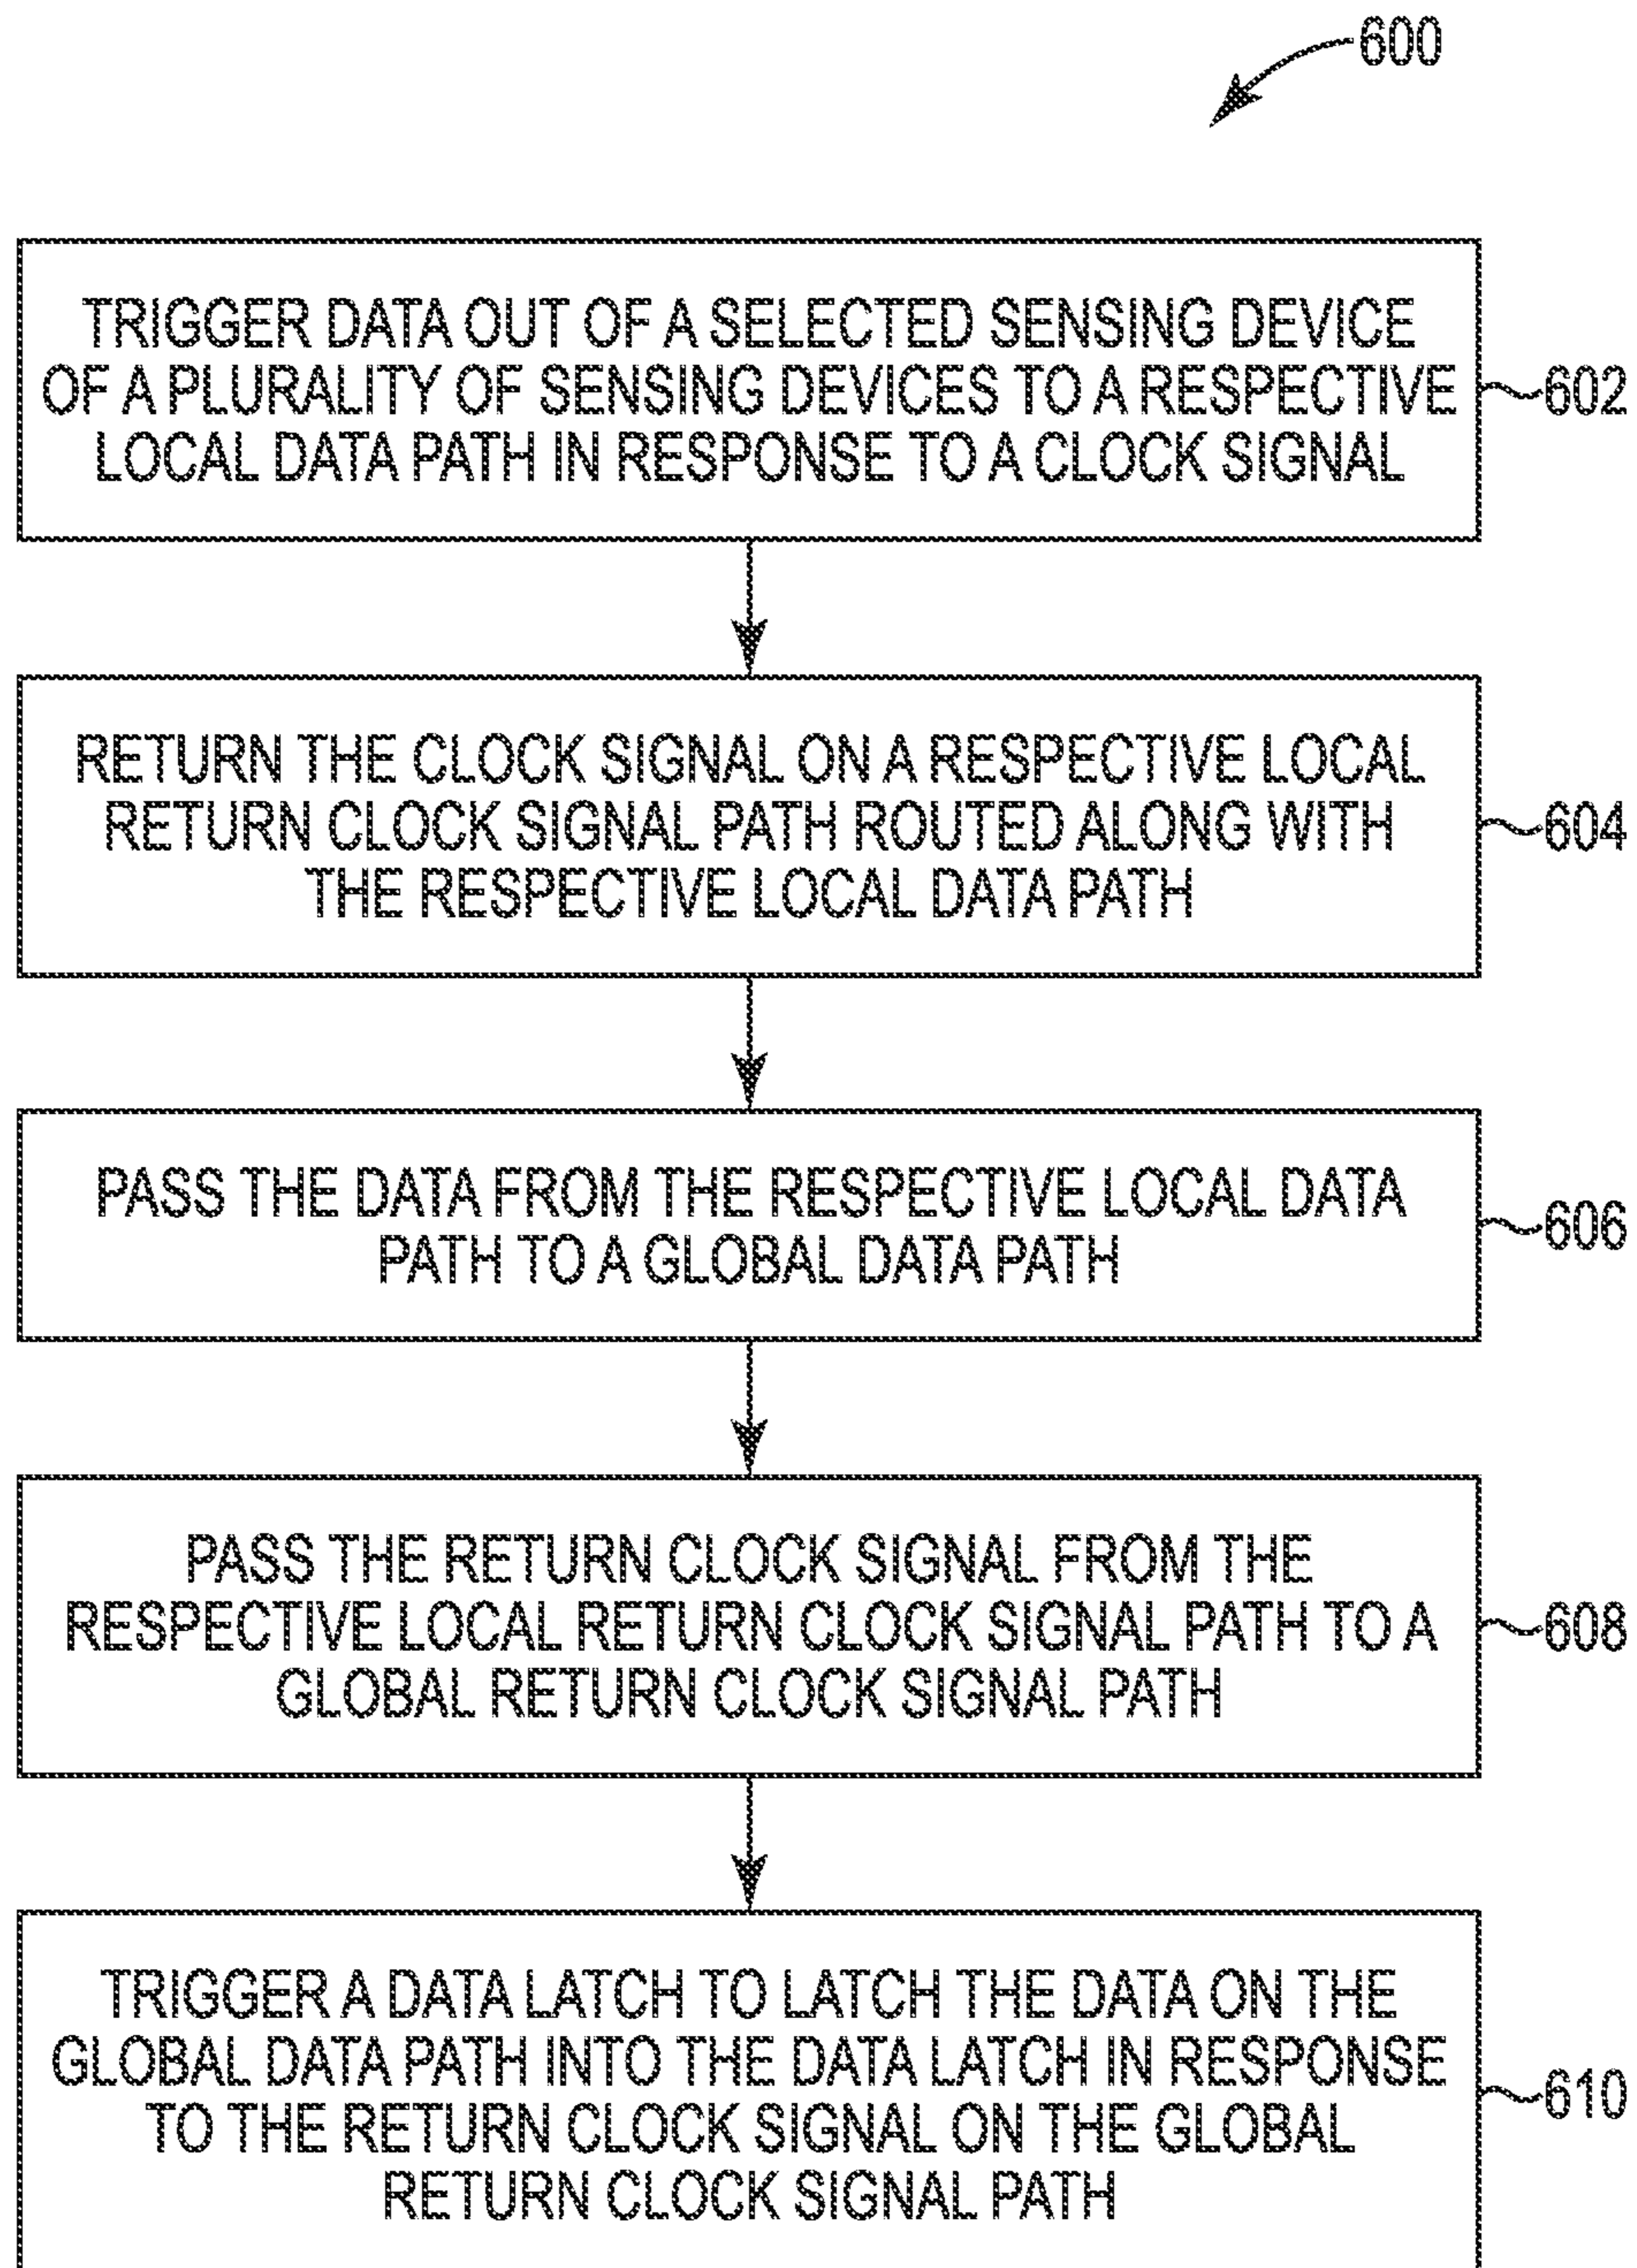 600
TRIGGER DATA OUT OF A SELECTED SENSING DEVICE
OF A PLURALITY OF SENSING DEVICES TO A RESPECTIVE
LOCAL DATA PATH IN RESPONSE TO A CLOCK SIGNAL
602
RETURN THE CLOCK SIGNAL ON A RESPECTIVE LOCAL
RETURN CLOCK SIGNAL PATH ROUTED ALONG WITH
THE RESPECTIVE LOCAL DATA PATH
604
PASS THE DATA FROM THE RESPECTIVE LOCAL DATA
PATH TO A GLOBAL DATA PATH
606
PASS THE RETURN CLOCK SIGNAL FROM THE
RESPECTIVE LOCAL RETURN CLOCK SIGNAL PATH TO A
GLOBAL RETURN CLOCK SIGNAL PATH
608
TRIGGER A DATA LATCH TO LATCH THE DATA ON THE
GLOBAL DATA PATH INTO THE DATA LATCH IN RESPONSE
TO THE RETURN CLOCK SIGNAL ON THE GLOBAL
RETURN CLOCK SIGNAL PATH
610